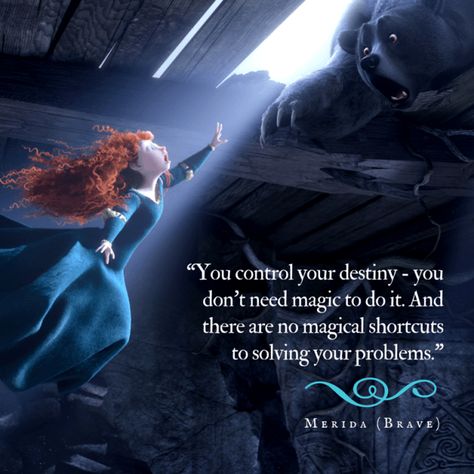 “You control your destiny - you
don’t need magic to do it. And
there are no magical shortcuts
to solving your problems.”
Merida (Brave)